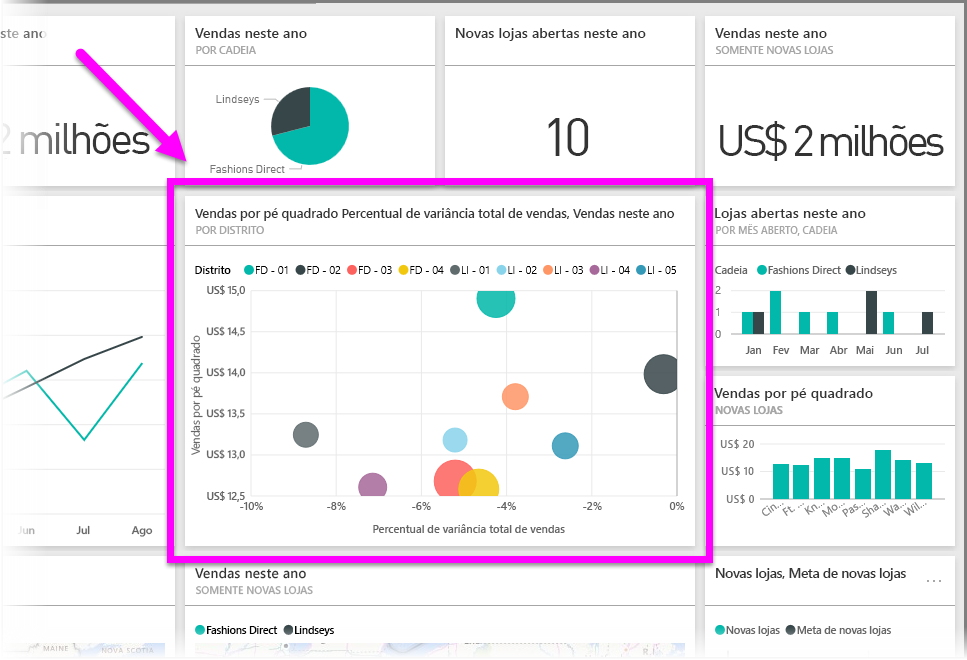 ste ano
2 milhões
Jun Jul Ago
MAINE
NOVA SCOTIA
Vendas neste ano
POR CADEIA
Lindseys
Fashions Direct
Novas lojas abertas neste ano
10
Vendas neste ano
SOMENTE NOVAS LOJAS
US$ 2 milhões
Vendas por pé quadrado Percentual de variância total de vendas, Vendas neste ano
POR DISTRITO
Distrito FD - 01 FD - 02 FD - 03 FD - 04 LI - 01 LI - 02 LI - 03 LI - 04 LI - 05
US$ 15,0
US$ 14,5
US$ 14,0
US$ 13,5
US$ 13,0
US$ 12,5
Vendas por pé quadrado
-10% -8% -6% -4% -2% 0%
Percentual de variância total de vendas
Lojas abertas neste ano
POR MÊS ABERTO, CADEIA
Cadeia Fashions Direct Lindseys
2
1
0
Jan Fev Mar Abr Mai Jun Jul
Vendas por pé quadrado
NOVAS LOJAS
US$ 20
US$ 10
US$ 0
Cin... Ft. ... Kn... Mo... Pas... Sha... Wa... Wil...
Vendas neste ano
SOMENTE NOVAS LOJAS
Fashions Direct Lindseys
Novas lojas, Meta de novas lojas
...
Novas lojas Meta de novas lojas